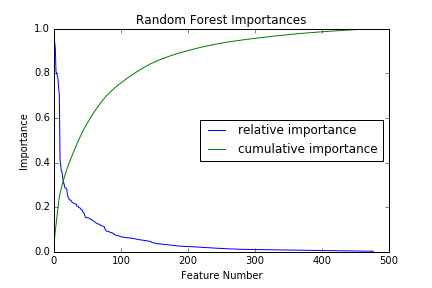 Random Forest Importances
1.0
0.8
0.6
0.4
0.2
0.0
Importance
relative importance
cumulative importance
0
100
200
300
400
500
Feature Number